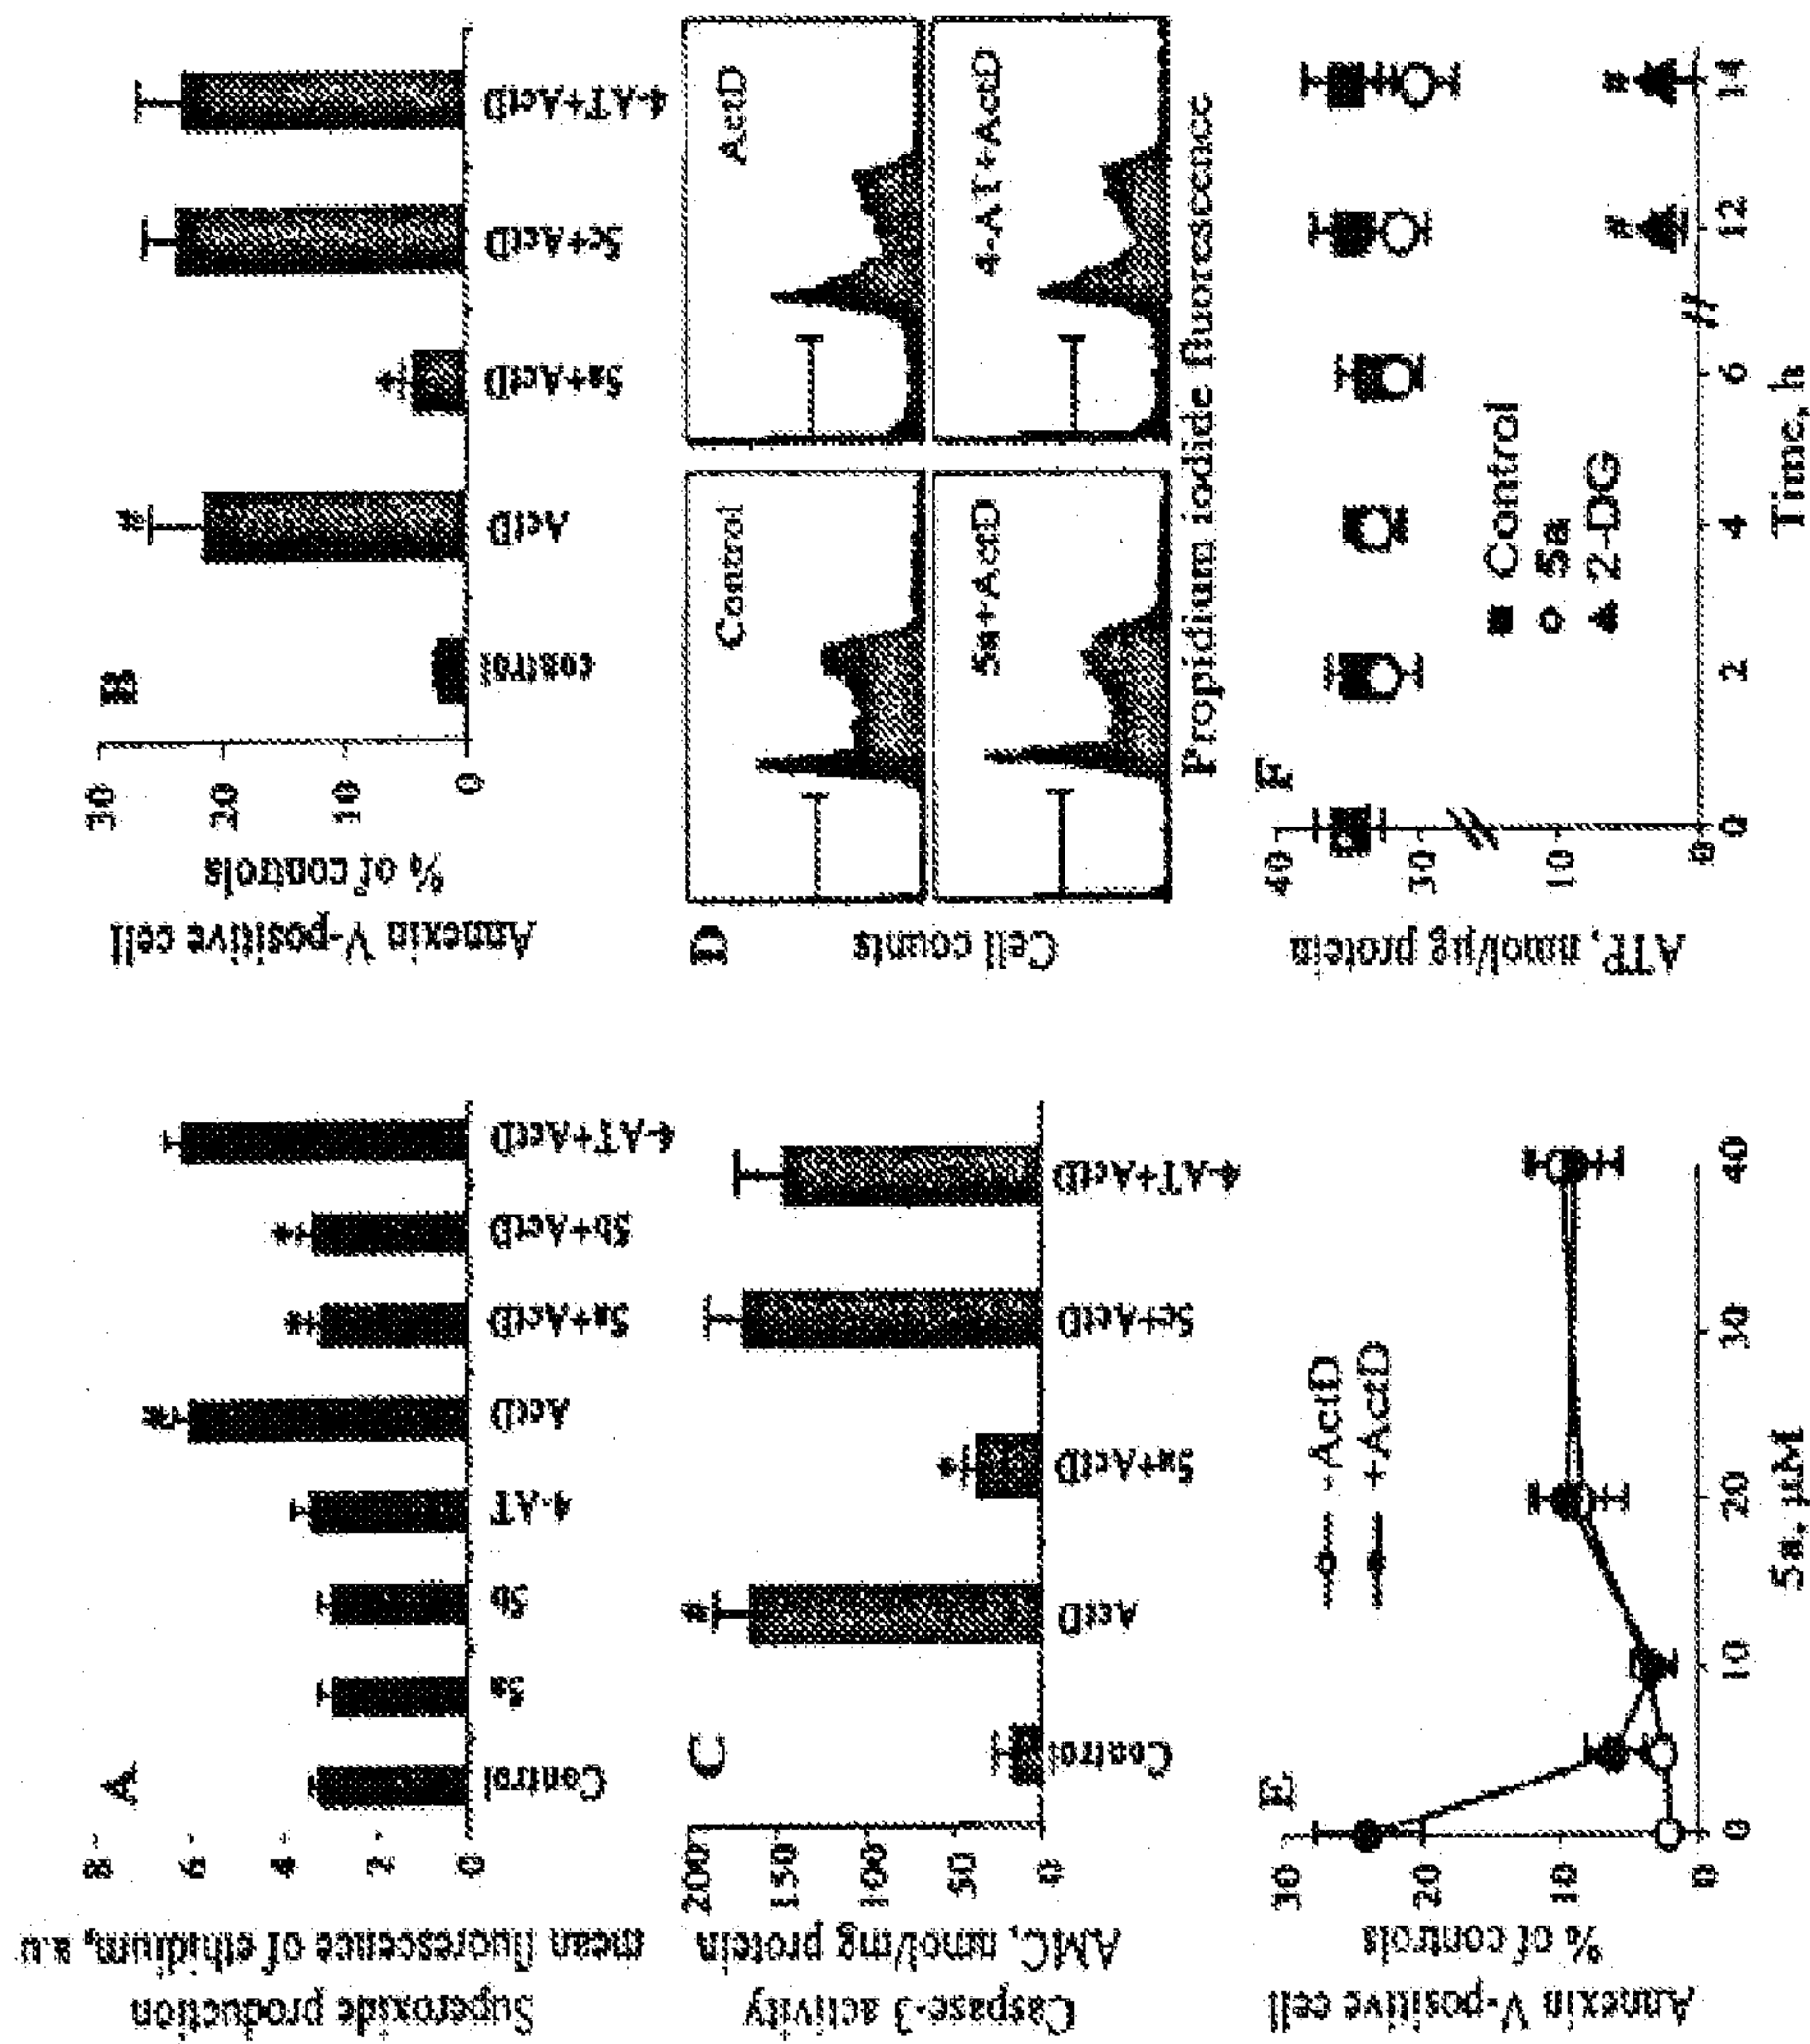 A
Superoxide production
mean fluorescence of ethidium, a.u
8
6
4
2
0
Control
5a
5b
4-AT
ActD
#
5a+ActD
*
5b+ActD
*
4-AT+ActD
B
Annexin V-positive cell
% of controls
30
20
10
0
control
ActD
#
5a+ActD
*
5c+ActD
4-AT+ActD
C
Caspase-3 activity
AMC, nmol/mg protein
200
150
100
50
0
Control
ActD
#
5a+ActD
*
5c+ActD
4-AT+ActD
D
Cell counts
Control
ActD
5a+ActD
4-AT+ActD
Propidium iodide fluorescence
E
Annexin V-positive cell
% of controls
30
20
10
0
-ActD
+ActD
0 10 20 30 40
5a, µM
F
ATP, nmol/µg protein
40
30
10
0
Control
5a
2-DG
#
#
0 2 4 6 12 14
Time, h